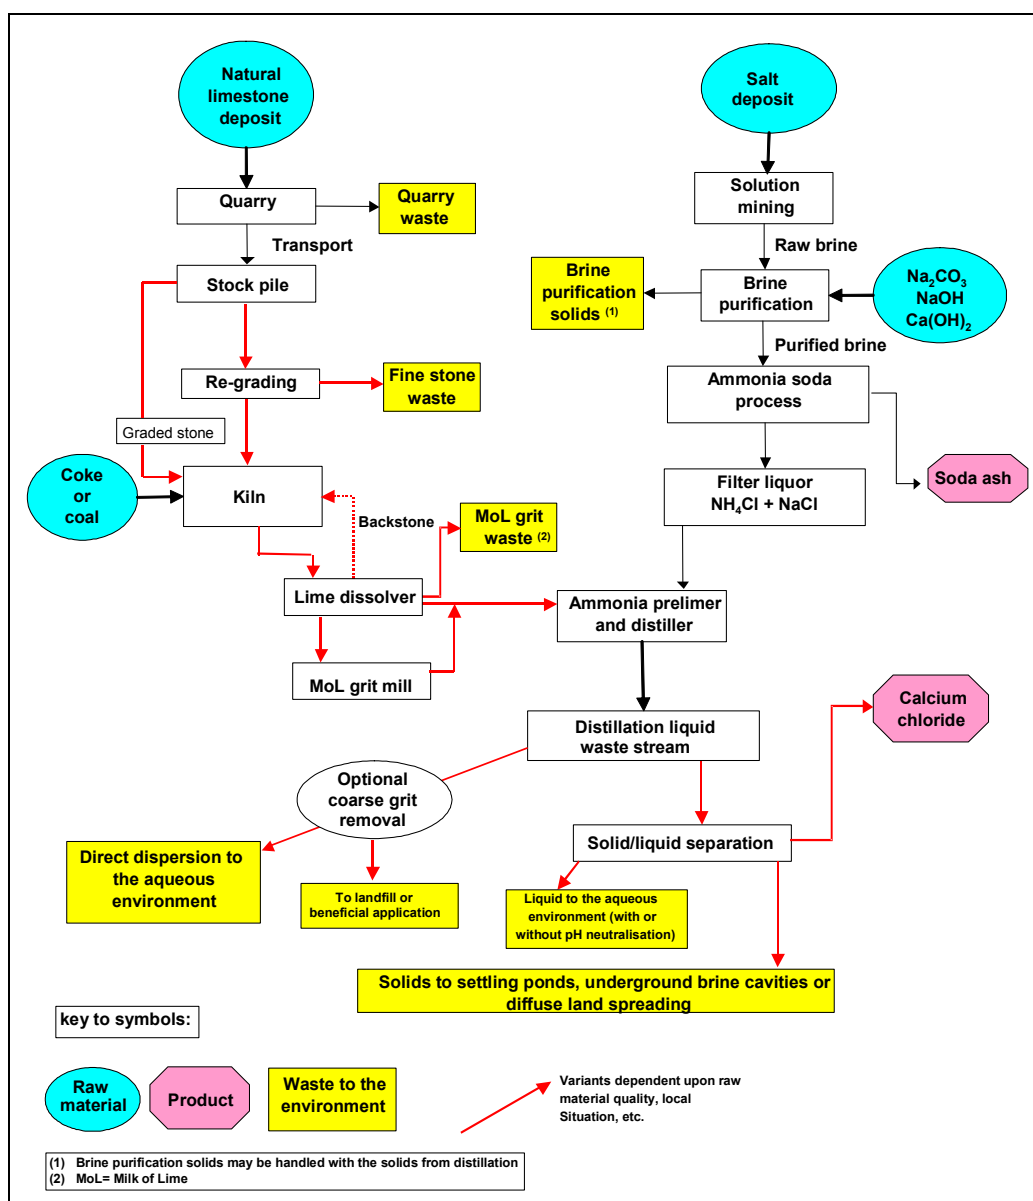 Natural
limestone
deposit
Salt
deposit
Quarry
Quarry
waste
Solution
mining
Transport
Raw brine
Stock pile
Brine
purification
solids (1)
Brine
purification
Na₂CO₃
NaOH
Ca(OH)₂
Purified brine
Re-grading
Fine stone
waste
Ammonia soda
process
Graded stone
Coke
or
coal
Kiln
Backstone
MoL grit
waste (2)
Filter liquor
NH₄Cl + NaCl
Soda ash
Lime dissolver
Ammonia prelimer
and distiller
MoL grit mill
Calcium
chloride
Distillation liquid
waste stream
Optional
coarse grit
removal
Solid/liquid separation
Direct dispersion to
the aqueous
environment
To landfill or
beneficial application
Liquid to the aqueous
environment (with or
without pH neutralisation)
Solids to settling ponds, underground brine cavities or
diffuse land spreading
key to symbols:
Raw
material
Product
Waste to the
environment
Variants dependent upon raw
material quality, local
Situation, etc.
(1) Brine purification solids may be handled with the solids from distillation
(2) MoL= Milk of Lime